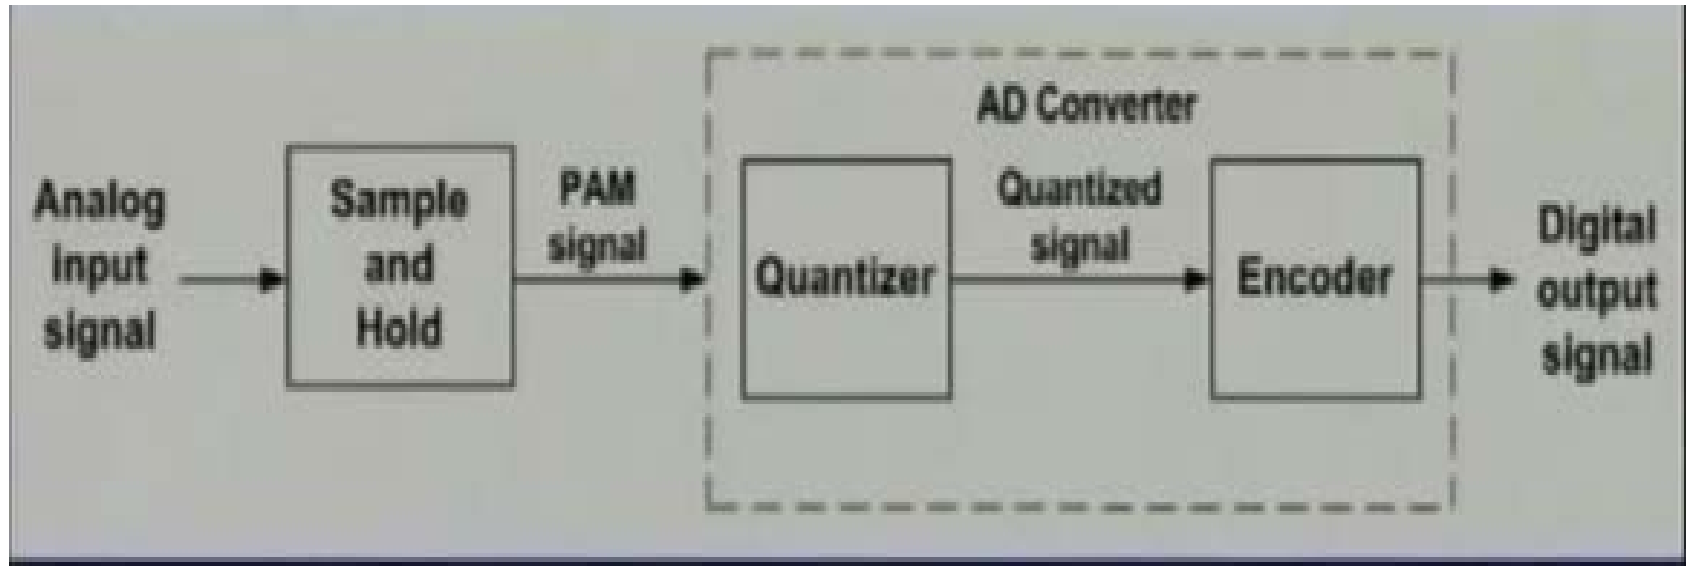 Analog
input
signal
Sample
and
Hold
PAM
signal
AD Converter
Quantizer
Quantized
signal
Encoder
Digital
output
signal